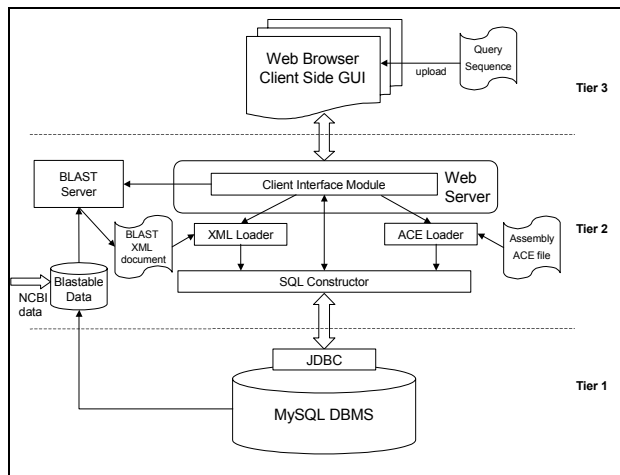 Web Browser
Client Side GUI
upload
Query
Sequence
Tier 3
BLAST
Server
Web
Server
Client Interface Module
BLAST
XML
document
XML Loader
ACE Loader
Assembly
ACE file
Tier 2
SQL Constructor
NCBI
data
Blastable
Data
JDBC
MySQL DBMS
Tier 1